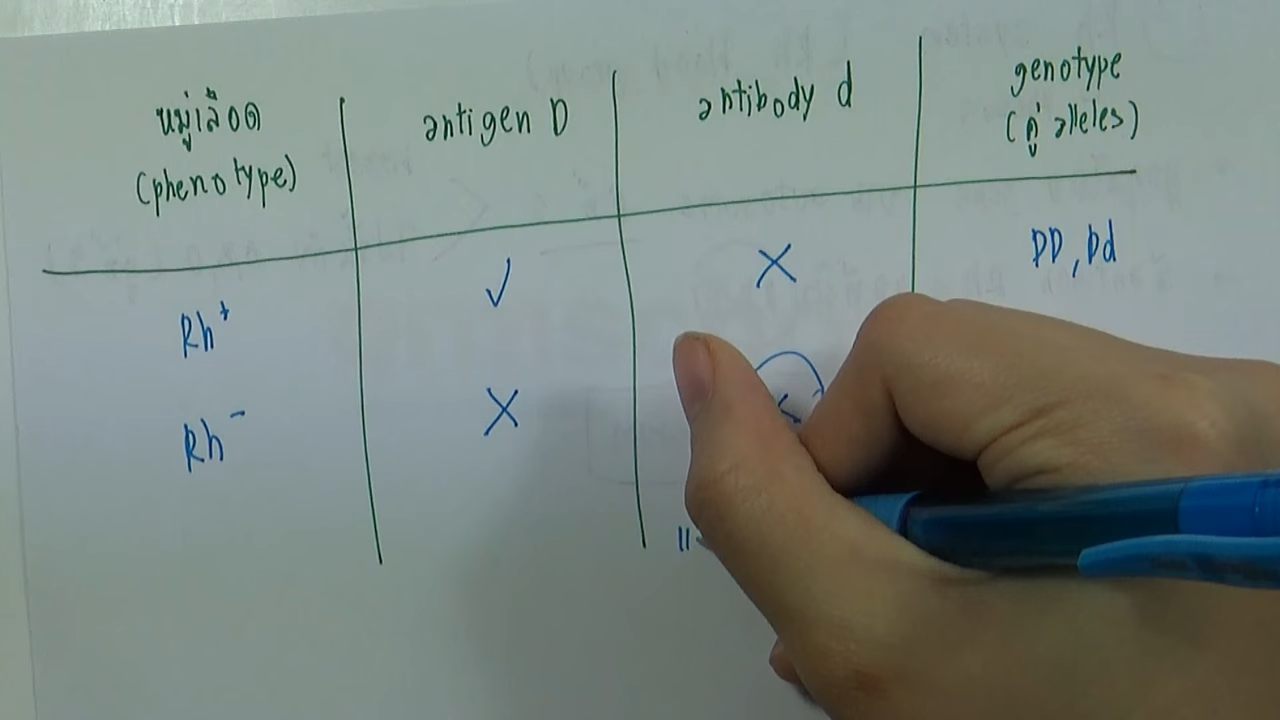 หมู่เลือด
(phenotype)
antigen D
antibody d
genotype
(คู่ alleles)
Rh⁺
✓
X
DD, Dd
Rh⁻
X